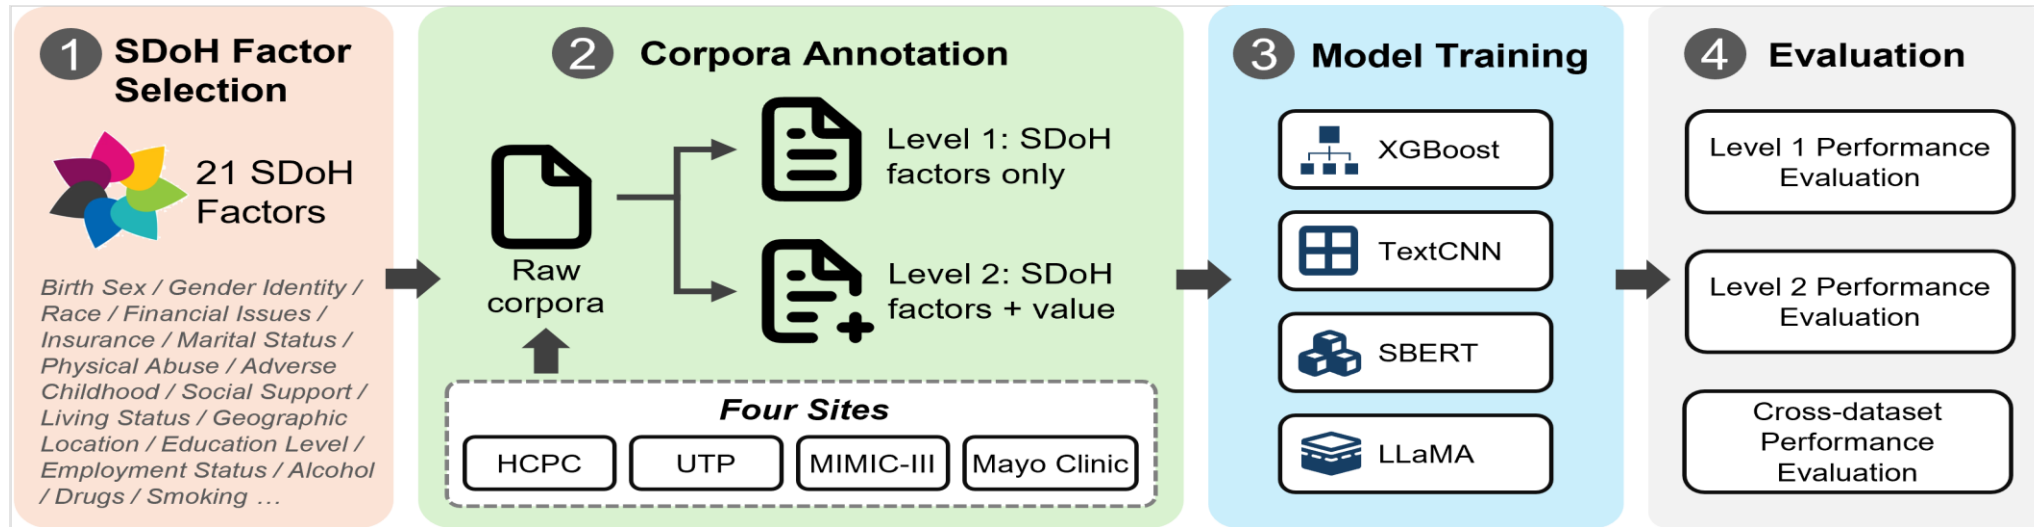 1 SDoH Factor
Selection
21 SDoH
Factors
Birth Sex / Gender Identity /
Race / Financial Issues /
Insurance / Marital Status /
Physical Abuse / Adverse
Childhood / Social Support /
Living Status / Geographic
Location / Education Level /
Employment Status / Alcohol
/ Drugs / Smoking ...
2 Corpora Annotation
Raw
corpora
Level 1: SDoH
factors only
Level 2: SDoH
factors + value
Four Sites
HCPC
UTP
MIMIC-III
Mayo Clinic
3 Model Training
XGBoost
TextCNN
SBERT
LLaMA
4 Evaluation
Level 1 Performance
Evaluation
Level 2 Performance
Evaluation
Cross-dataset
Performance
Evaluation